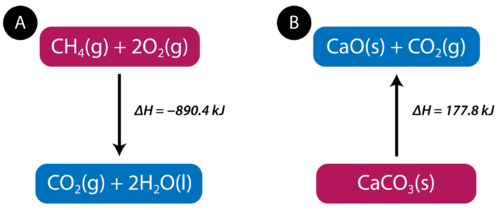 A
CH₄(g) + 2O₂(g)
ΔH = −890.4 kJ
CO₂(g) + 2H₂O(l)
B
CaO(s) + CO₂(g)
ΔH = 177.8 kJ
CaCO₃(s)